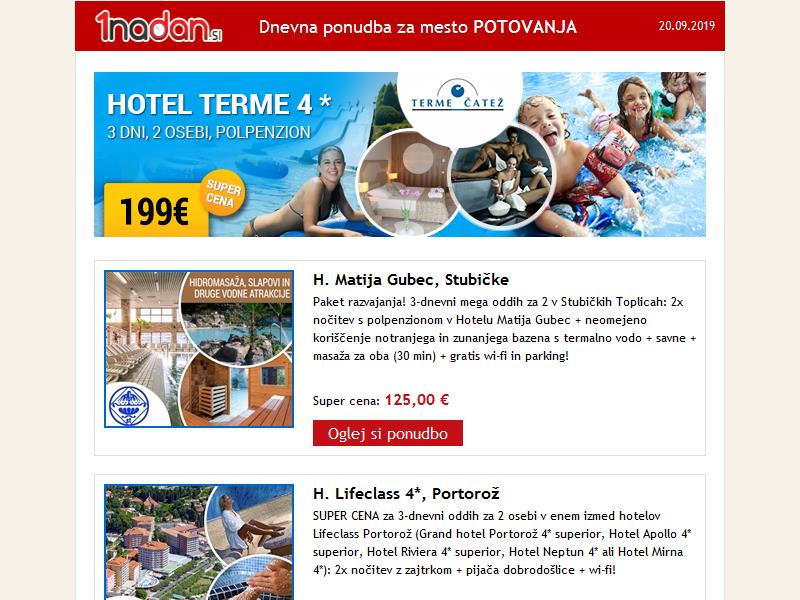 1nadan.si
Dnevna ponudba za mesto POTOVANJA
20.09.2019
HOTEL TERME 4 *
3 DNI, 2 OSEBI, POLPENZION
TERME ČATEŽ
SUPER
CENA
199€
HIDROMASAŽA, SLAPOVI IN
DRUGE VODNE ATRAKCIJE
H. Matija Gubec, Stubičke
Paket razvajanja! 3-dnevni mega oddih za 2 v Stubičkih Toplicah: 2x
nočitev s polpenzionom v Hotelu Matija Gubec + neomejeno
koriščenje notranjega in zunanjega bazena s termalno vodo + savne +
masaža za oba (30 min) + gratis wi-fi in parking!
Super cena: 125,00 €
Oglej si ponudbo
H. Lifeclass 4*, Portorož
SUPER CENA za 3-dnevni oddih za 2 osebi v enem izmed hotelov
Lifeclass Portorož (Grand hotel Portorož 4* superior, Hotel Apollo 4*
superior, Hotel Riviera 4* superior, Hotel Neptun 4* ali Hotel Mirna
4*): 2x nočitev z zajtrkom + pijača dobrodošlice + wi-fi!